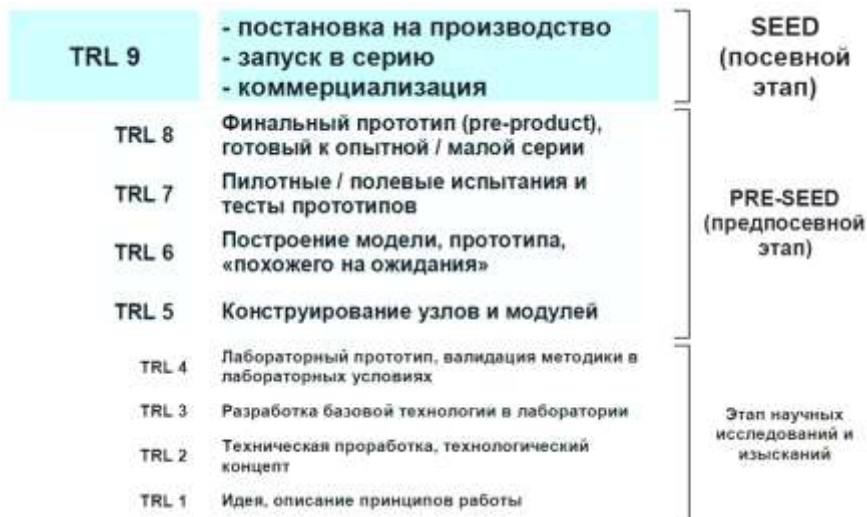 TRL 9
- постановка на производство
- запуск в серию
- коммерциализация
SEED
(посевной
этап)
TRL 8
Финальный прототип (pre-product),
готовый к опытной / малой серии
TRL 7
Пилотные / полевые испытания и
тесты прототипов
TRL 6
Построение модели, прототипа,
«похожего на ожидания»
TRL 5
Конструирование узлов и модулей
PRE-SEED
(предпосевной
этап)
TRL 4
Лабораторный прототип, валидация методики в
лабораторных условиях
TRL 3
Разработка базовой технологии в лаборатории
TRL 2
Техническая проработка, технологический
концепт
TRL 1
Идея, описание принципов работы
Этап научных
исследований и
изысканий